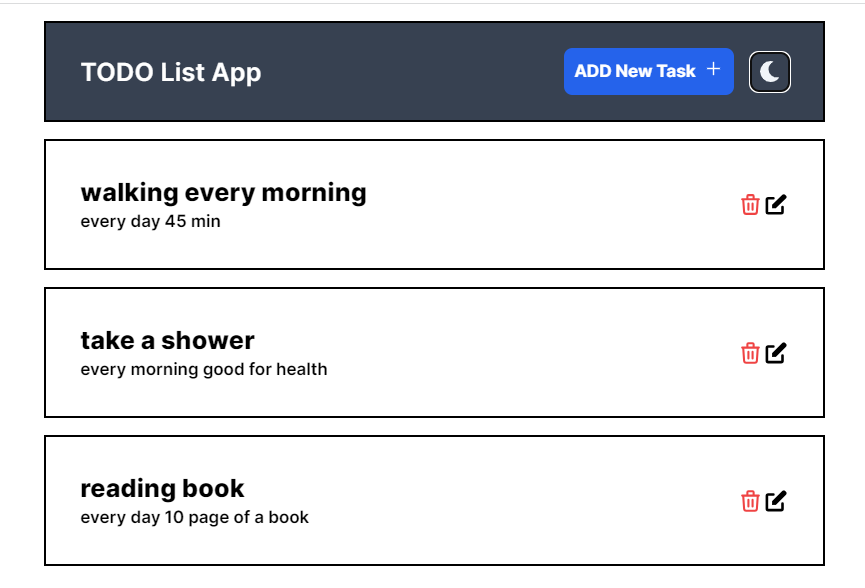 TODO List App
ADD New Task
walking every morning
every day 45 min
take a shower
every morning good for health
reading book
every day 10 page of a book